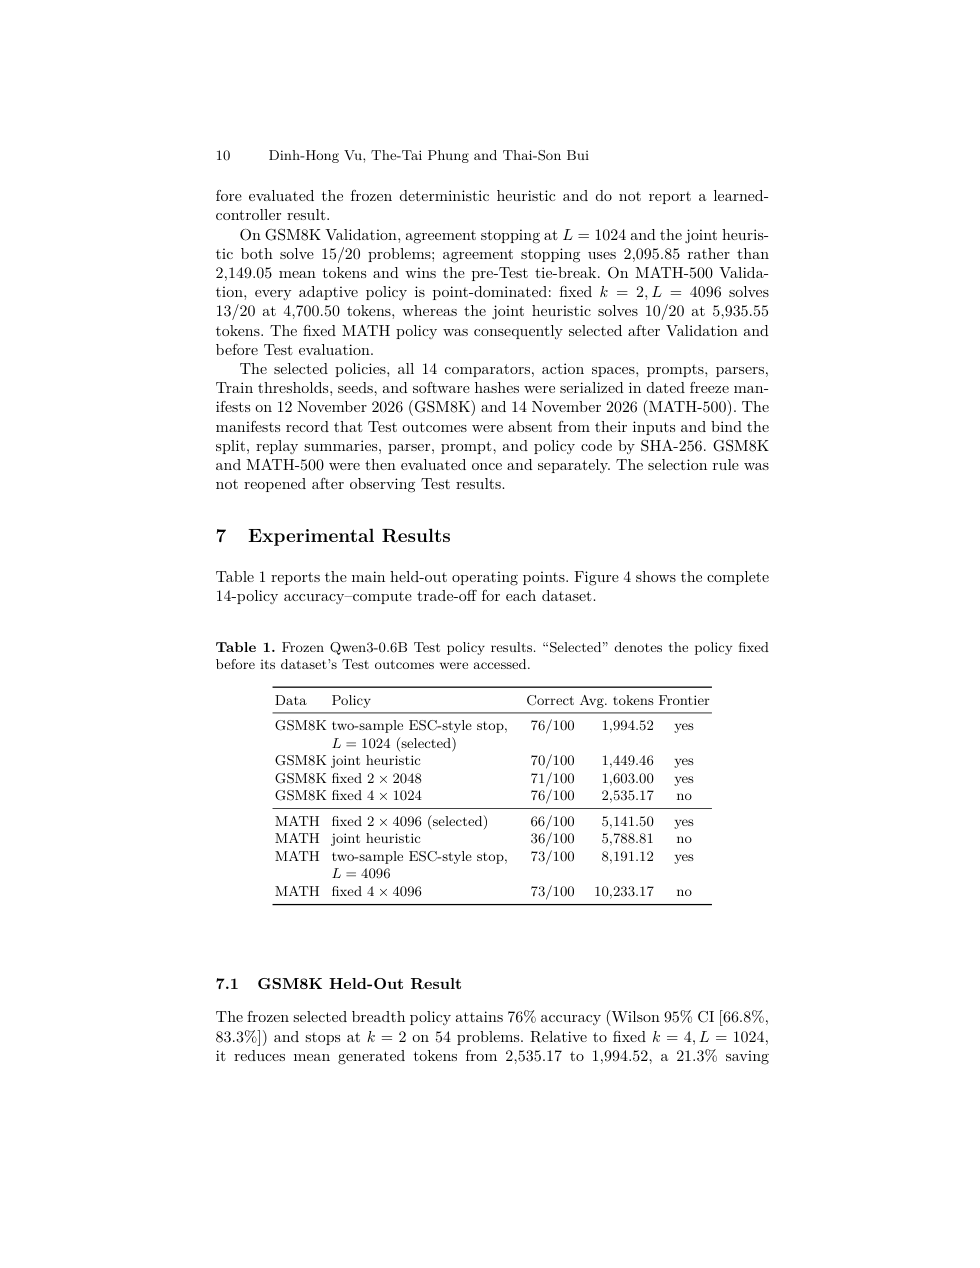 10 Dinh-Hong Vu, The-Tai Phung and Thai-Son Bui
fore evaluated the frozen deterministic heuristic and do not report a learned-
controller result.
On GSM8K Validation, agreement stopping at L = 1024 and the joint heuris-
tic both solve 15/20 problems; agreement stopping uses 2,095.85 rather than
2,149.05 mean tokens and wins the pre-Test tie-break. On MATH-500 Valida-
tion, every adaptive policy is point-dominated: fixed k = 2, L = 4096 solves
13/20 at 4,700.50 tokens, whereas the joint heuristic solves 10/20 at 5,935.55
tokens. The fixed MATH policy was consequently selected after Validation and
before Test evaluation.
The selected policies, all 14 comparators, action spaces, prompts, parsers,
Train thresholds, seeds, and software hashes were serialized in dated freeze man-
ifests on 12 November 2026 (GSM8K) and 14 November 2026 (MATH-500). The
manifests record that Test outcomes were absent from their inputs and bind the
split, replay summaries, parser, prompt, and policy code by SHA-256. GSM8K
and MATH-500 were then evaluated once and separately. The selection rule was
not reopened after observing Test results.
7 Experimental Results
Table 1 reports the main held-out operating points. Figure 4 shows the complete
14-policy accuracy–compute trade-off for each dataset.
Table 1. Frozen Qwen3-0.6B Test policy results. “Selected” denotes the policy fixed
before its dataset’s Test outcomes were accessed.
Data Policy Correct Avg. tokens Frontier
GSM8K two-sample ESC-style stop, 76/100 1,994.52 yes
L = 1024 (selected)
GSM8K joint heuristic 70/100 1,449.46 yes
GSM8K fixed 2 × 2048 71/100 1,603.00 yes
GSM8K fixed 4 × 1024 76/100 2,535.17 no
MATH fixed 2 × 4096 (selected) 66/100 5,141.50 yes
MATH joint heuristic 36/100 5,788.81 no
MATH two-sample ESC-style stop, 73/100 8,191.12 yes
L = 4096
MATH fixed 4 × 4096 73/100 10,233.17 no
7.1 GSM8K Held-Out Result
The frozen selected breadth policy attains 76% accuracy (Wilson 95% CI [66.8%,
83.3%]) and stops at k = 2 on 54 problems. Relative to fixed k = 4, L = 1024,
it reduces mean generated tokens from 2,535.17 to 1,994.52, a 21.3% saving